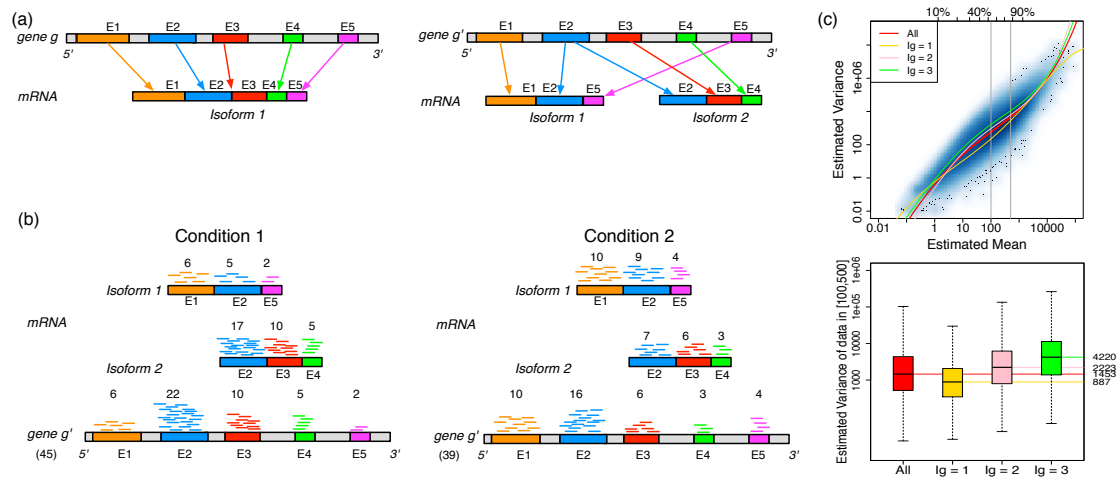 (a)
E1 E2 E3 E4 E5
gene g
5' 3'
E1 E2 E3 E4 E5
mRNA
Isoform 1
E1 E2 E3 E4 E5
gene g'
5' 3'
E1 E2 E5 E2 E3 E4
mRNA
Isoform 1 Isoform 2
(b)
Condition 1
6 5 2
Isoform 1
E1 E2 E5
mRNA
17 10 5
Isoform 2
E2 E3 E4
6 22 10 5 2
gene g'
(45) 5' E1 E2 E3 E4 E5 3'
Condition 2
10 9 4
Isoform 1
E1 E2 E5
mRNA
7 6 3
Isoform 2
E2 E3 E4
10 16 6 3 4
gene g'
(39) 5' E1 E2 E3 E4 E5 3'
(c)
10% 40% 90%
All
Ig = 1
Ig = 2
Ig = 3
Estimated Variance
1e+06
100
1
0.01
0.01 1 10 100 10000
Estimated Mean
Estimated Variance of data in [100,500]
1e+06
1e+05
10000
1000
4220
2223
1453
887
All Ig = 1 Ig = 2 Ig = 3